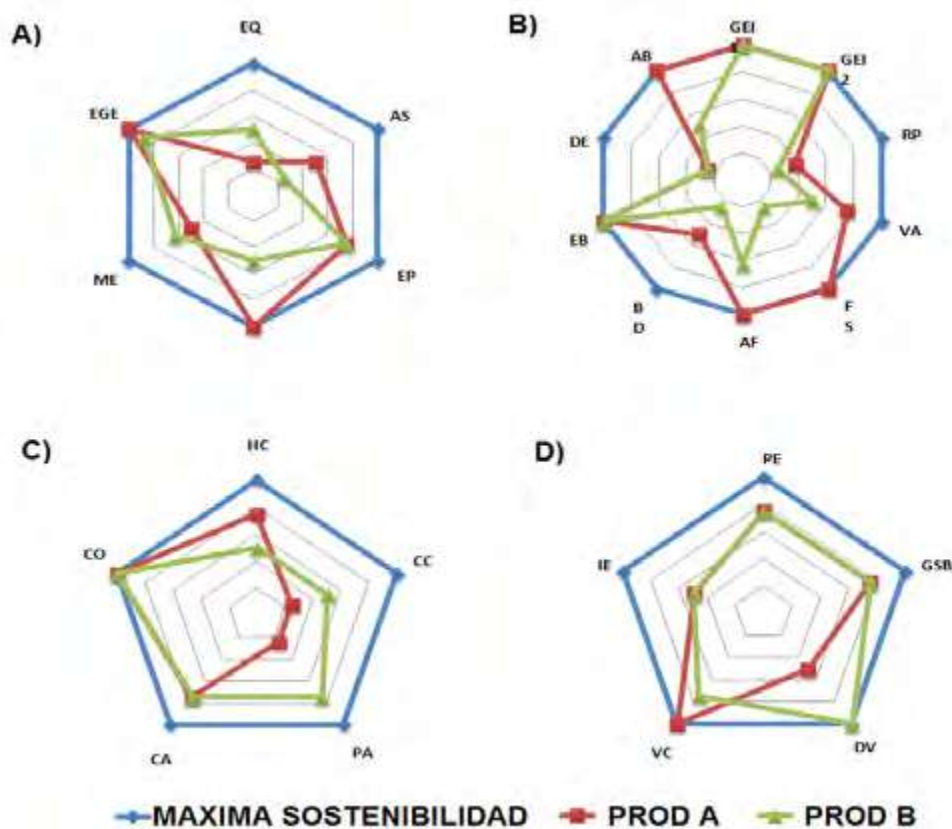 A)
EQ
EGE
AS
ME
EP
B)
GEI
AB
GEI
2
DE
RP
EB
VA
B
D
F
S
AF
C)
HC
CO
CC
CA
PA
D)
RE
IE
GSB
VC
DV
MAXIMA SOSTENIBILIDAD PROD A PROD B